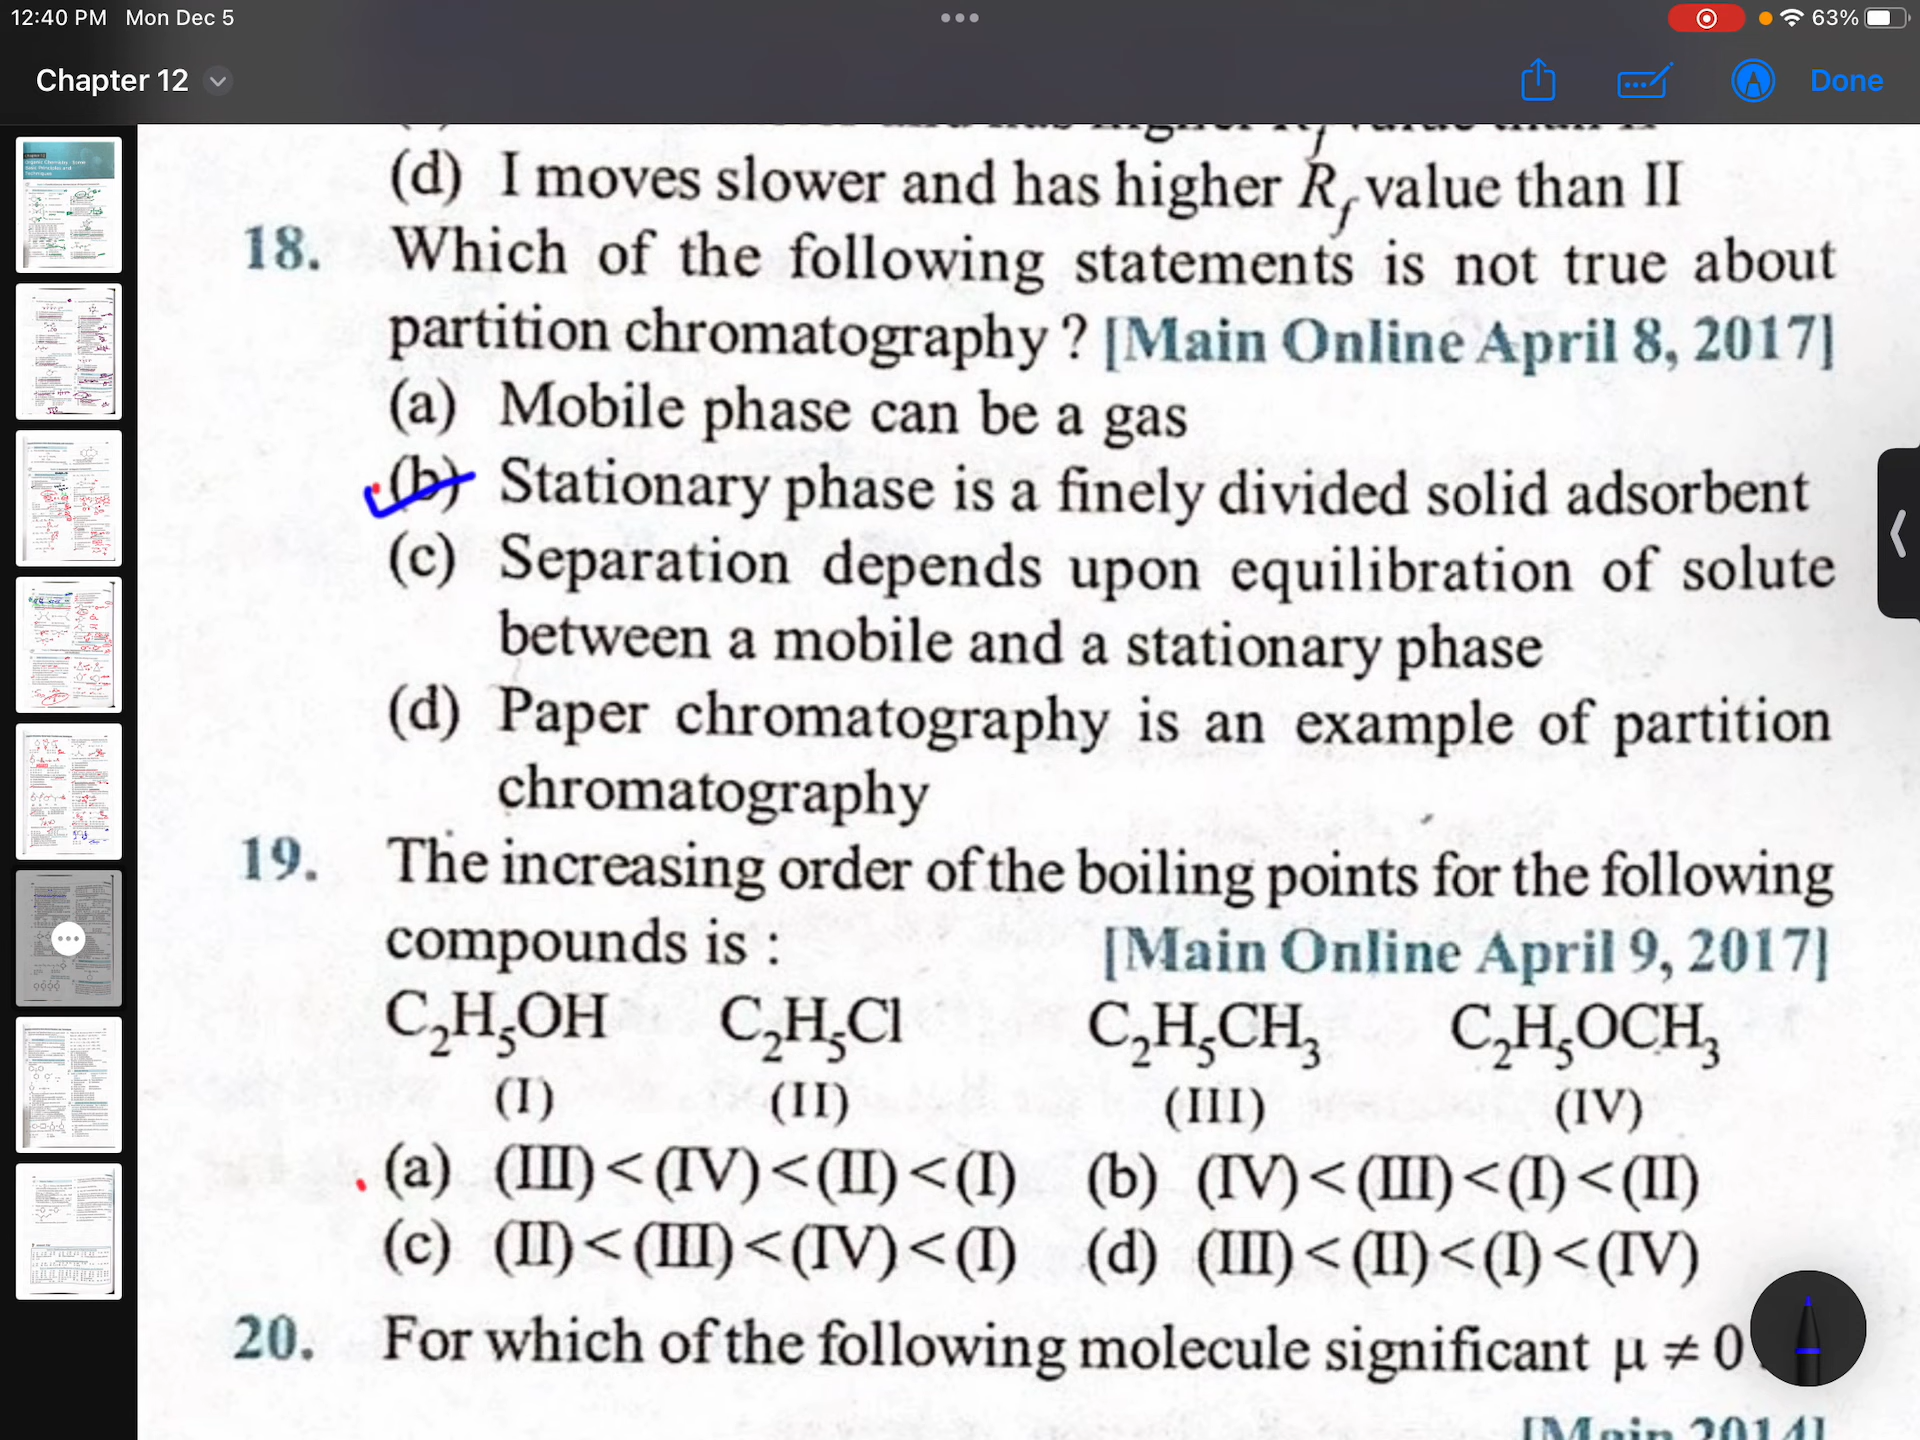 12:40 PM Mon Dec 5
63%
Chapter 12
Done
(d) I moves slower and has higher R_f value than II
18. Which of the following statements is not true about
partition chromatography ? [Main Online April 8, 2017]
(a) Mobile phase can be a gas
(b) Stationary phase is a finely divided solid adsorbent
(c) Separation depends upon equilibration of solute
between a mobile and a stationary phase
(d) Paper chromatography is an example of partition
chromatography
19. The increasing order of the boiling points for the following
compounds is : [Main Online April 9, 2017]
C₂H₅OH C₂H₅Cl C₂H₅CH₃ C₂H₅OCH₃
(I) (II) (III) (IV)
(a) (III) < (IV) < (II) < (I) (b) (IV) < (III) < (I) < (II)
(c) (II) < (III) < (IV) < (I) (d) (III) < (II) < (I) < (IV)
20. For which of the following molecule significant μ ≠ 0
[Main 2014]